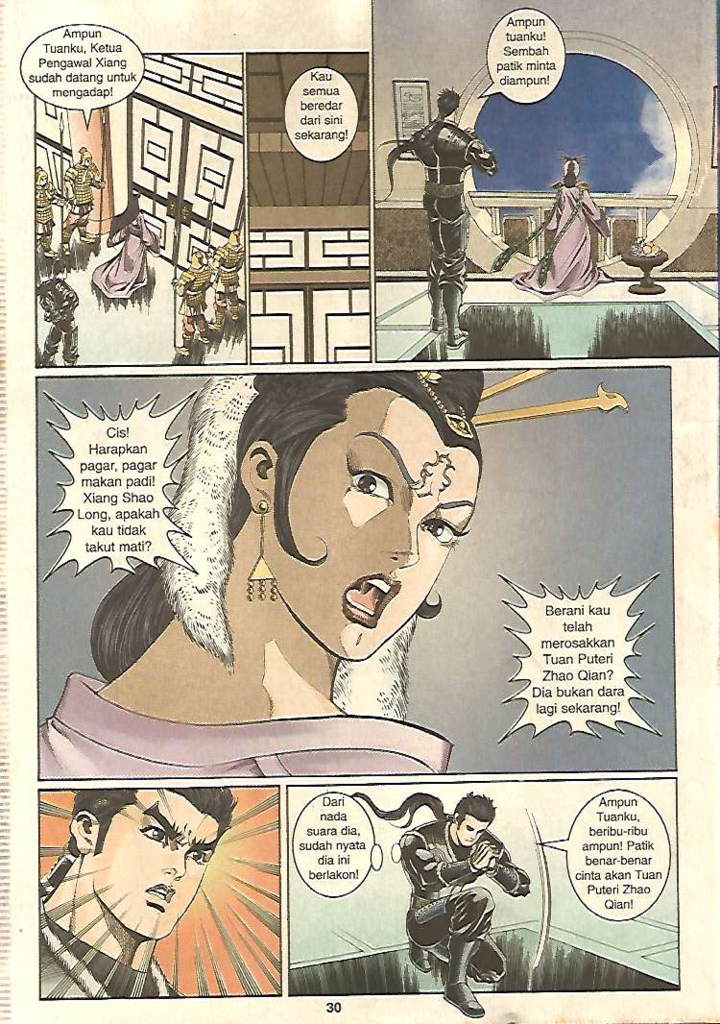 Ampun
Tuanku, Ketua
Pengawal Xiang
sudah datang untuk
mengadap!
Kau
semua
beredar
dari sini
sekarang!
Ampun
tuanku!
Sembah
patik minta
diampun!
Cis!
Harapkan
pagar, pagar
makan padi!
Xiang Shao
Long, apakah
kau tidak
takut mati?
Berani kau
telah
merosakkan
Tuan Puteri
Zhao Qian?
Dia bukan dara
lagi sekarang!
Dari
nada
suara dia,
sudah nyata
dia ini
berlakon!
Ampun
Tuanku,
beribu-ribu
ampun! Patik
benar-benar
cinta akan Tuan
Puteri Zhao
Qian!
30